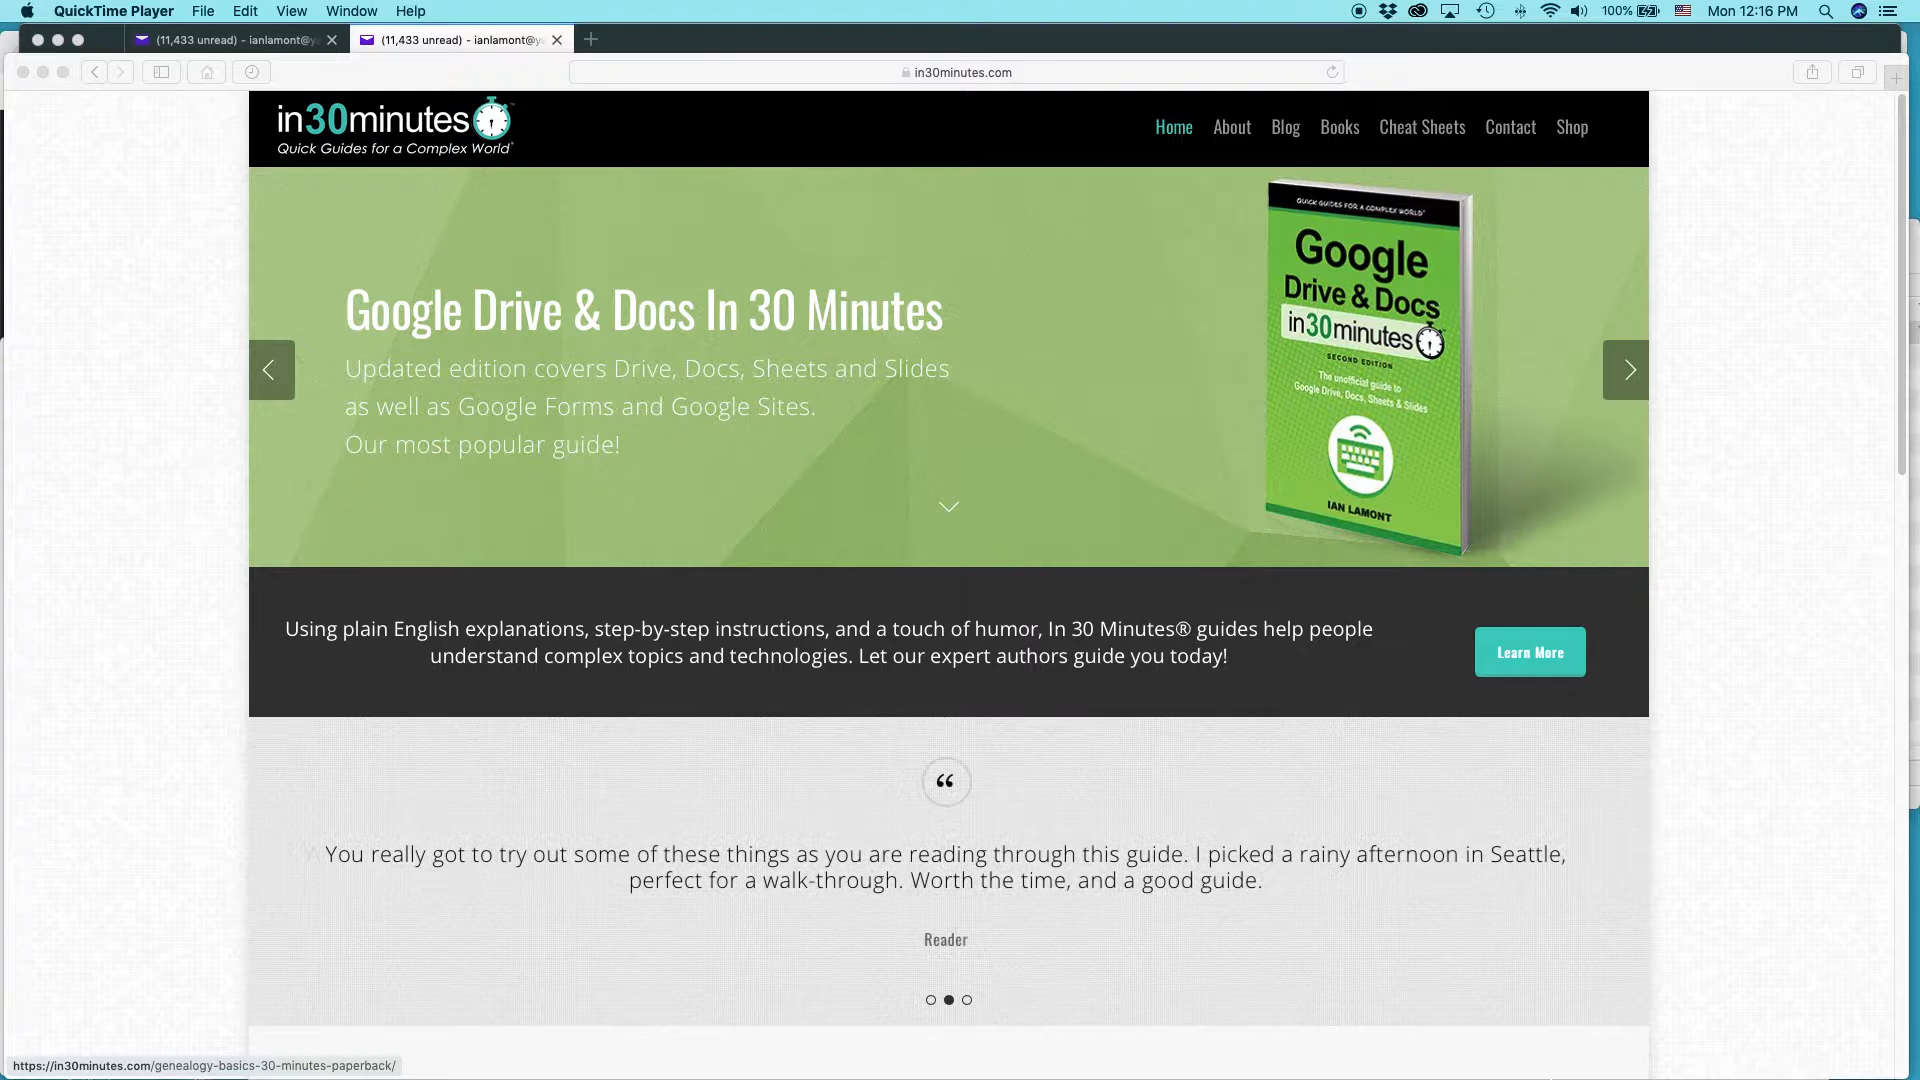 QuickTime Player File Edit View Window Help
100% Mon 12:16 PM
(11,433 unread) - ianlamont@ya
(11,433 unread) - ianlamont@ya
in30minutes.com
in30minutes
Quick Guides for a Complex World®
Home About Blog Books Cheat Sheets Contact Shop
Google Drive & Docs In 30 Minutes
Updated edition covers Drive, Docs, Sheets and Slides
as well as Google Forms and Google Sites.
Our most popular guide!
QUICK GUIDES FOR A COMPLEX WORLD®
Google
Drive & Docs
in30minutes
SECOND EDITION
The unofficial guide to
Google Drive, Docs, Sheets & Slides
IAN LAMONT
Using plain English explanations, step-by-step instructions, and a touch of humor, In 30 Minutes® guides help people
understand complex topics and technologies. Let our expert authors guide you today!
Learn More
“
You really got to try out some of these things as you are reading through this guide. I picked a rainy afternoon in Seattle,
perfect for a walk-through. Worth the time, and a good guide.
Reader
https://in30minutes.com/genealogy-basics-30-minutes-paperback/